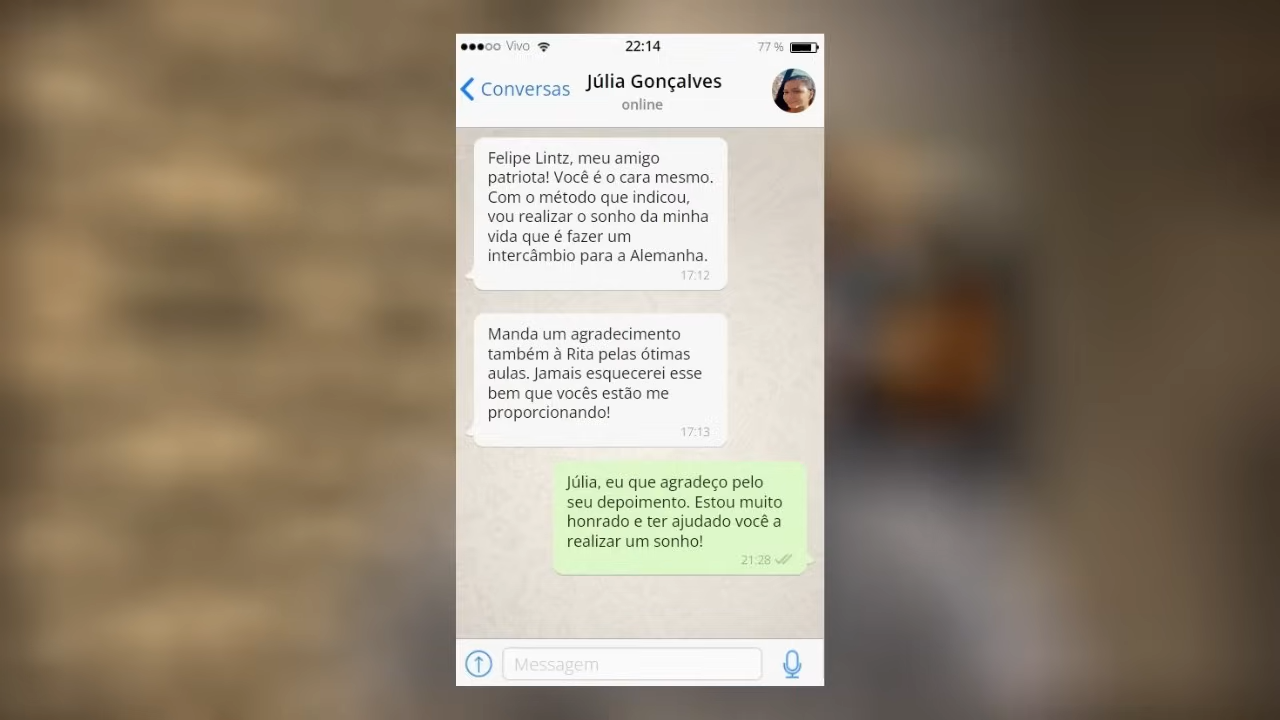 Vivo 22:14 77 %
Conversas Júlia Gonçalves
online
Felipe Lintz, meu amigo
patriota! Você é o cara mesmo.
Com o método que indicou,
vou realizar o sonho da minha
vida que é fazer um
intercâmbio para a Alemanha.
17:12
Manda um agradecimento
também à Rita pelas ótimas
aulas. Jamais esquecerei esse
bem que vocês estão me
proporcionando!
17:13
Júlia, eu que agradeço pelo
seu depoimento. Estou muito
honrado e ter ajudado você a
realizar um sonho!
21:28
Messagem